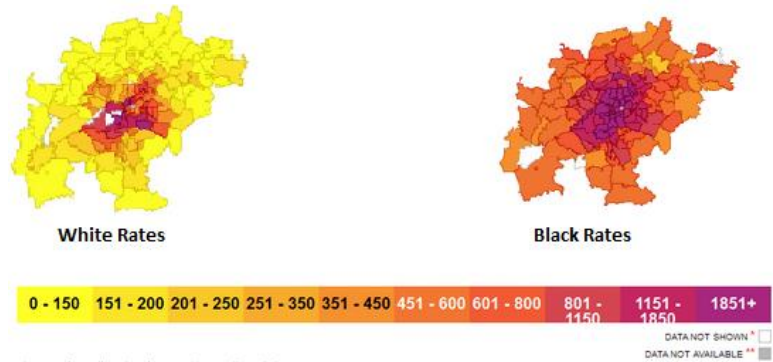 White Rates
Black Rates
0 - 150 151 - 200 201 - 250 251 - 350 351 - 450 451 - 600 601 - 800 801 - 1150 1151 - 1850 1851+
DATA NOT SHOWN *
DATA NOT AVAILABLE **